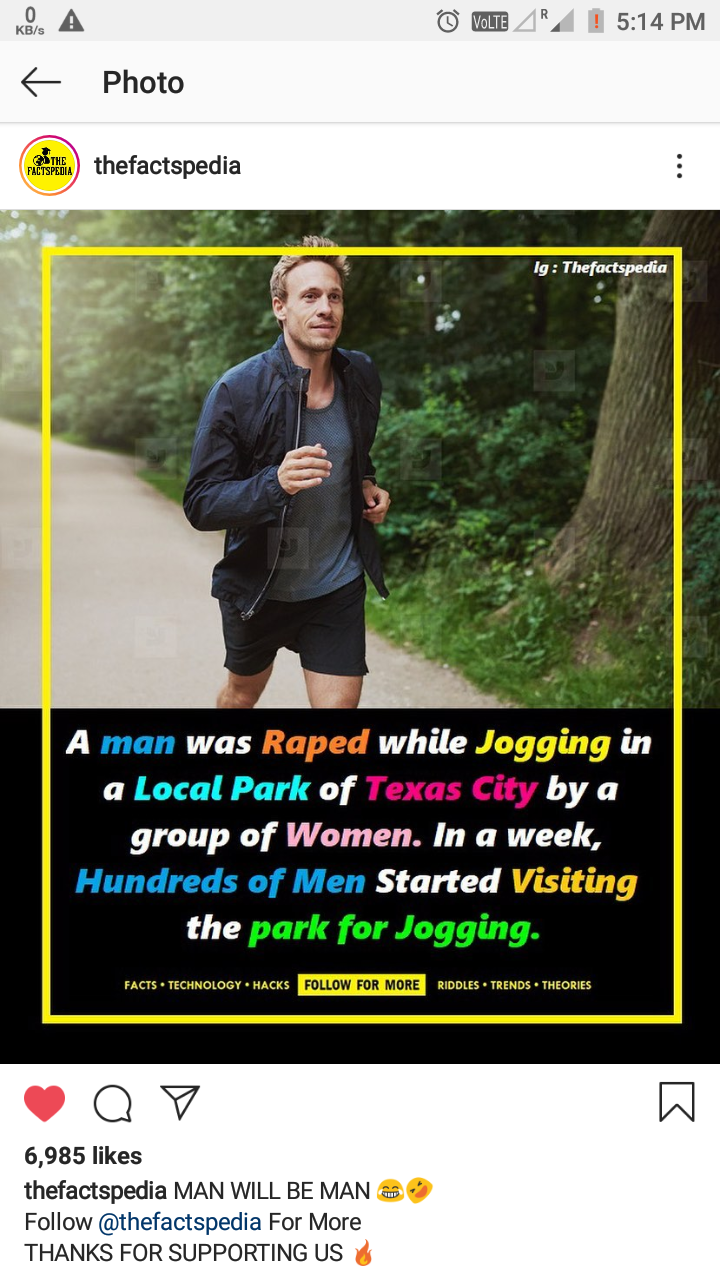 0
KB/s
VoLTE
R
5:14 PM
Photo
THE
FACTSPEDIA
thefactspedia
Ig : Thefactspedia
A man was Raped while Jogging in
a Local Park of Texas City by a
group of Women. In a week,
Hundreds of Men Started Visiting
the park for Jogging.
FACTS • TECHNOLOGY • HACKS FOLLOW FOR MORE RIDDLES • TRENDS • THEORIES
6,985 likes
thefactspedia MAN WILL BE MAN 😂🤣
Follow @thefactspedia For More
THANKS FOR SUPPORTING US 🔥